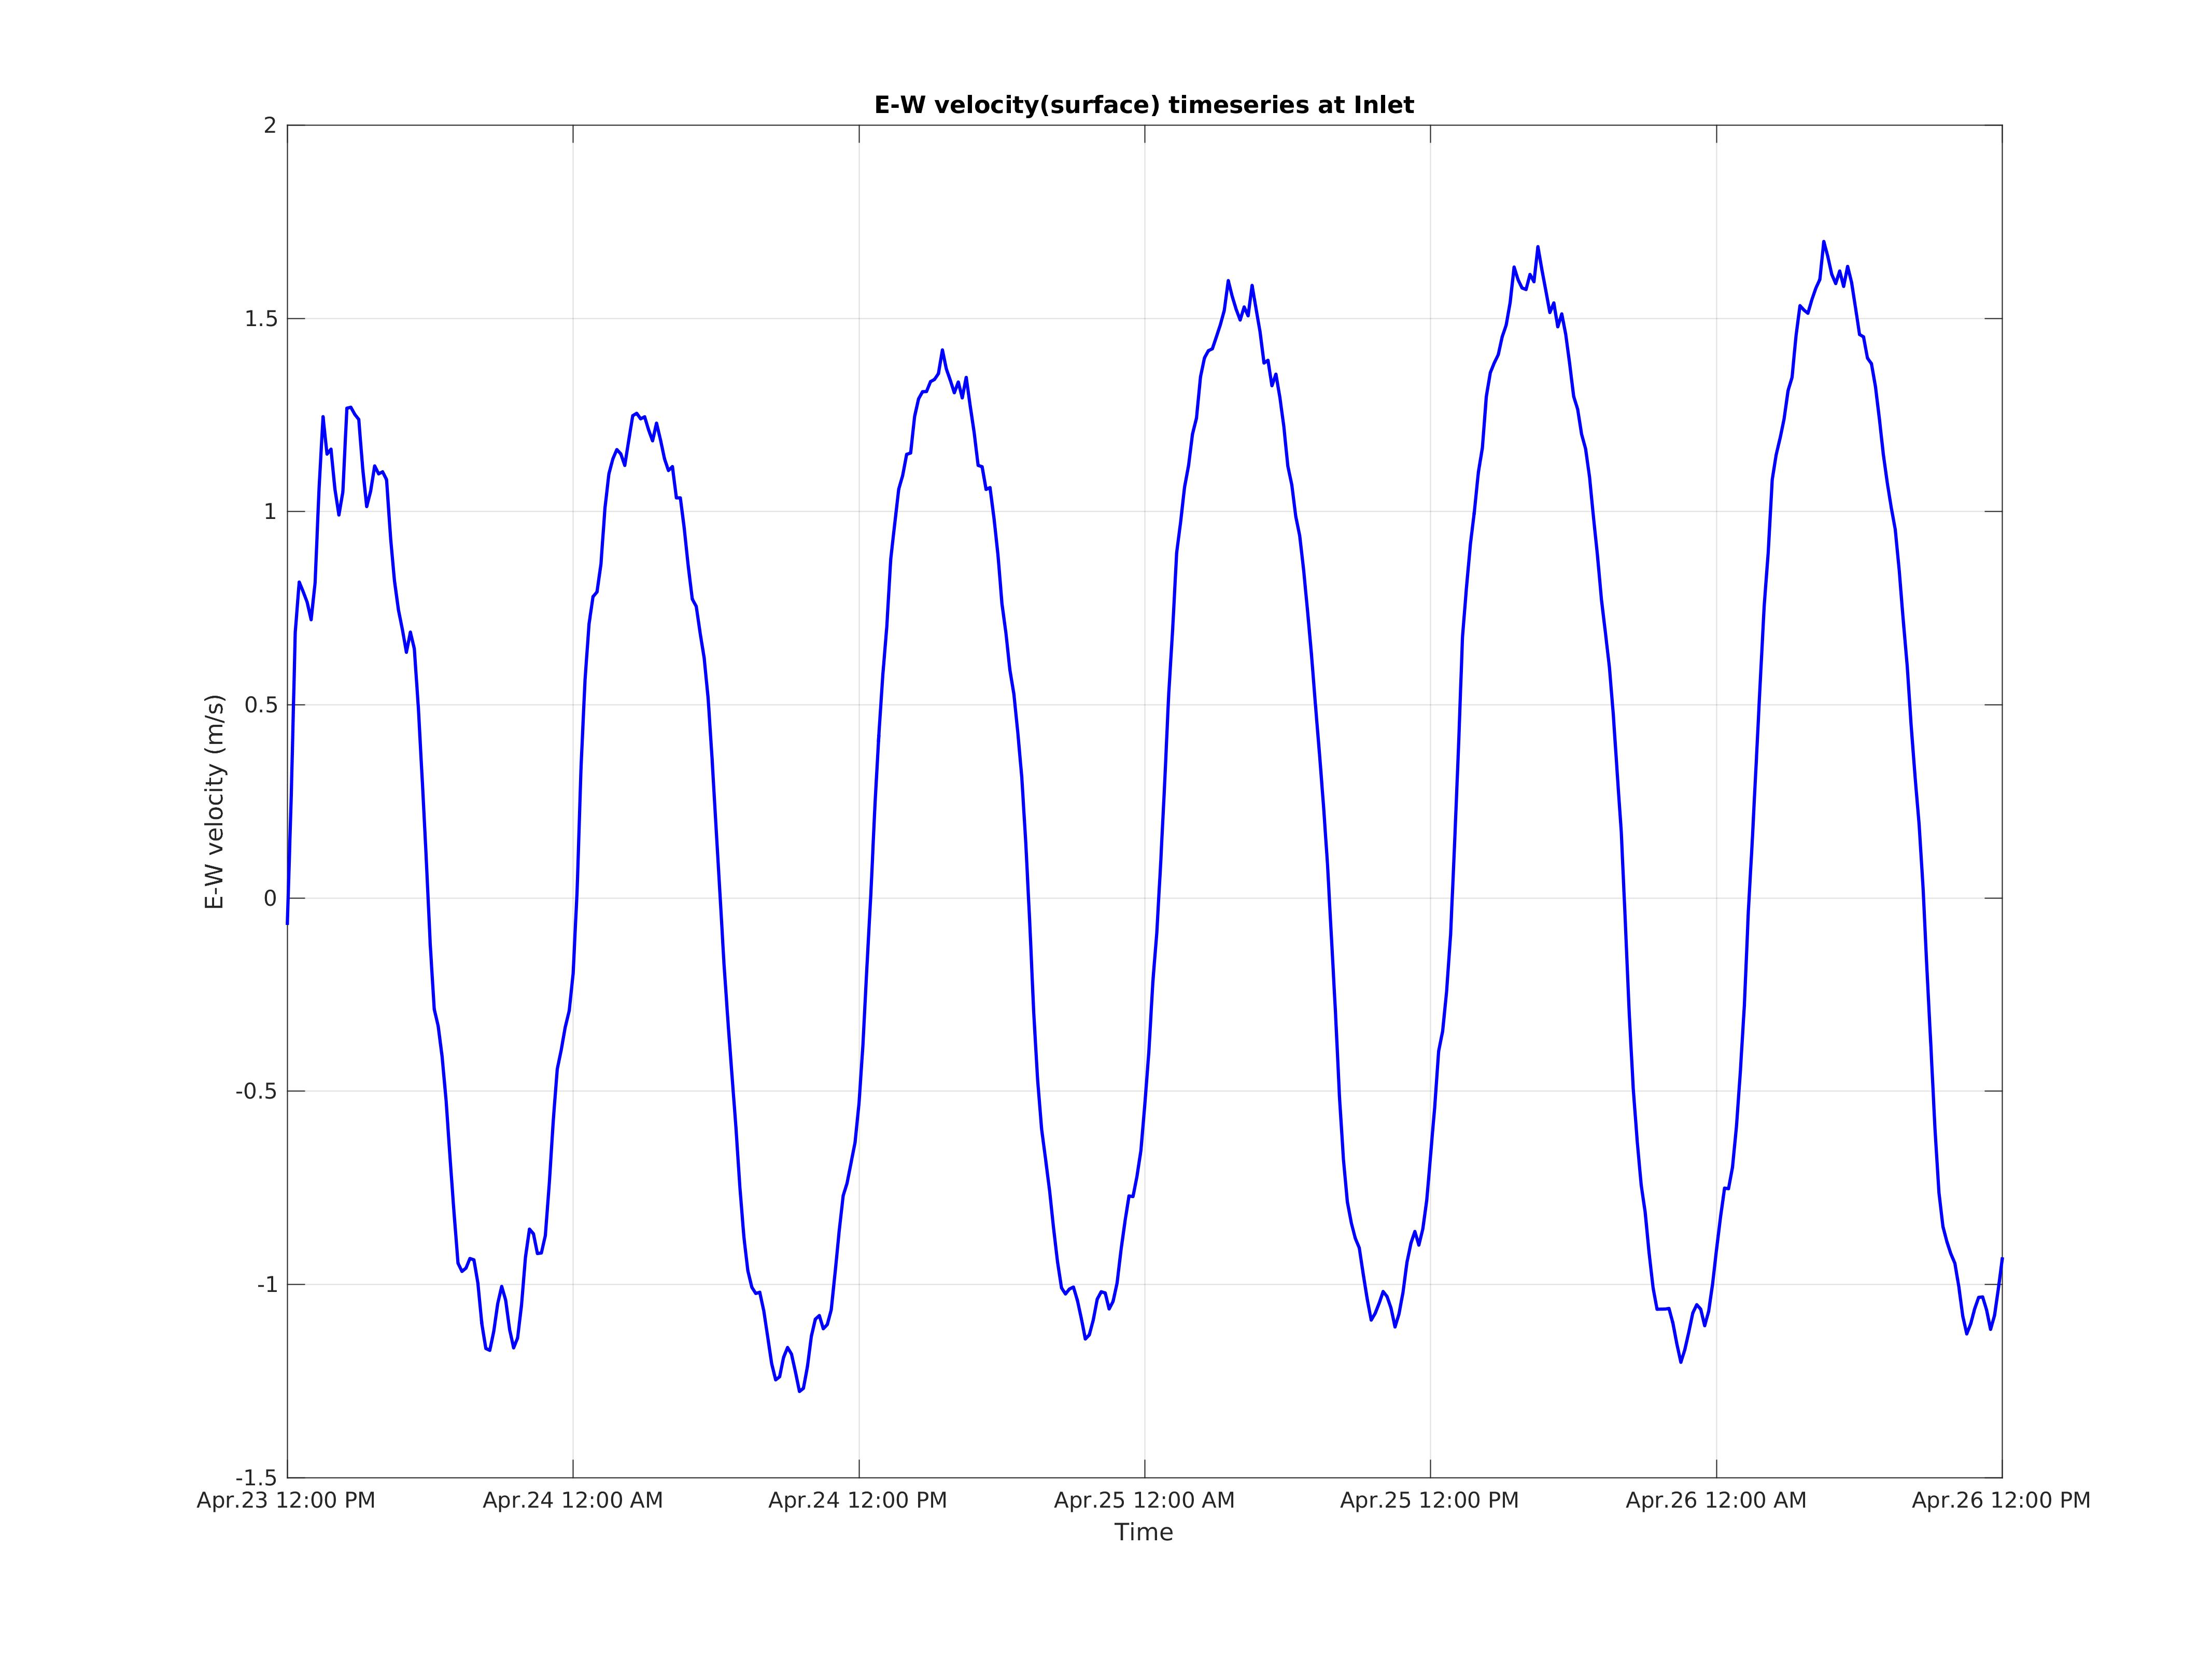 E-W velocity(surface) timeseries at Inlet
2
1.5
1
0.5
0
-0.5
-1
-1.5
E-W velocity (m/s)
Apr.23 12:00 PM Apr.24 12:00 AM Apr.24 12:00 PM Apr.25 12:00 AM Apr.25 12:00 PM Apr.26 12:00 AM Apr.26 12:00 PM
Time